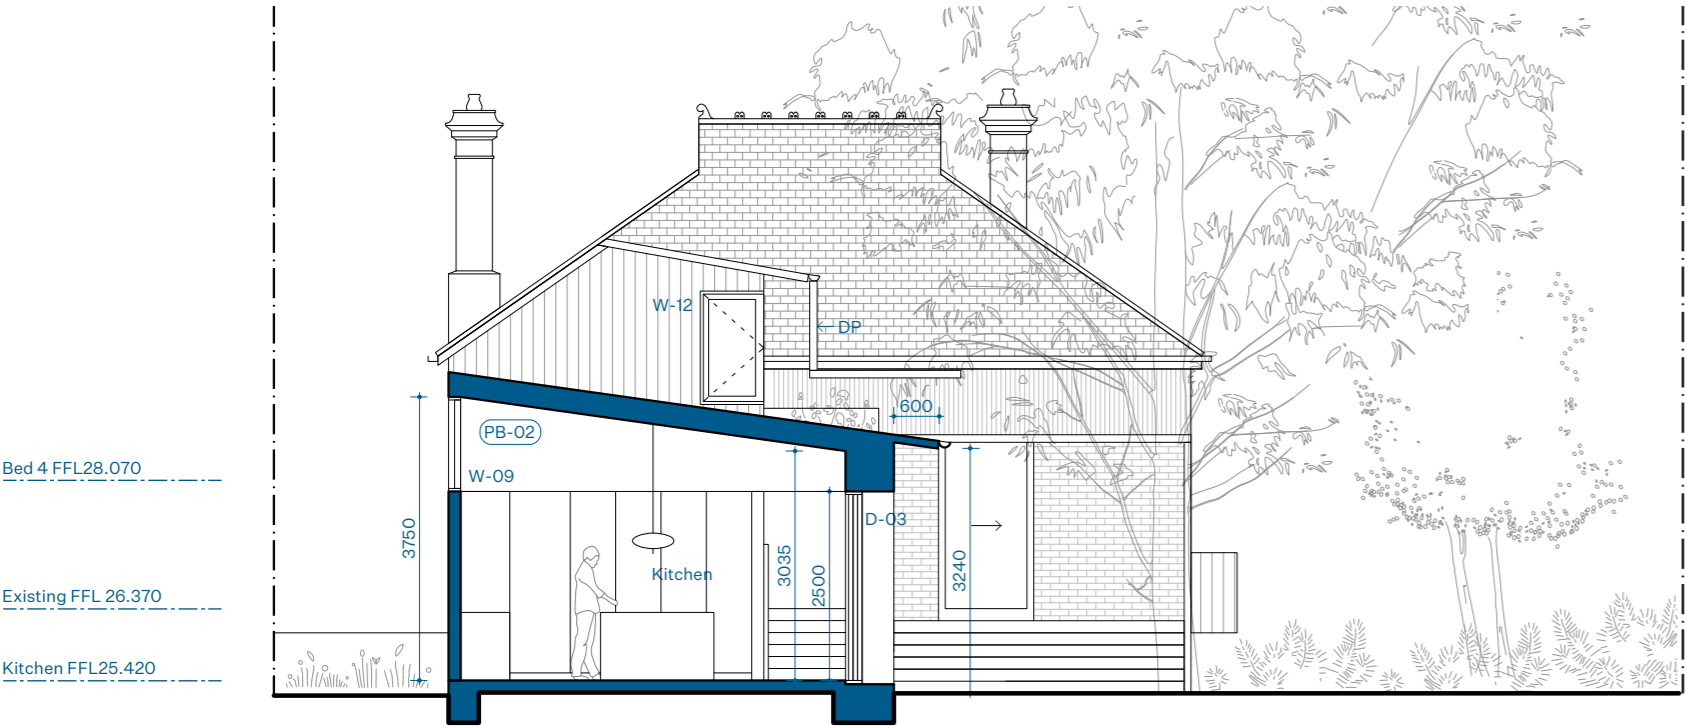 W-12
DP
600
PB-02
Bed 4 FFL28.070
W-09
D-03
3750
3035
2500
3240
Kitchen
Existing FFL 26.370
Kitchen FFL25.420